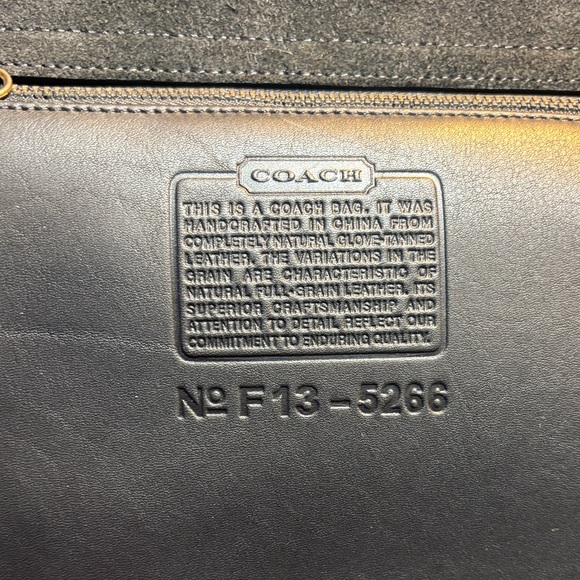 COACH
THIS IS A COACH BAG. IT WAS
HANDCRAFTED IN CHINA FROM
COMPLETELY NATURAL GLOVE-TANNED
LEATHER. THE VARIATIONS IN THE
GRAIN ARE CHARACTERISTIC OF
NATURAL FULL-GRAIN LEATHER. ITS
SUPERIOR CRAFTSMANSHIP AND
ATTENTION TO DETAIL REFLECT OUR
COMMITMENT TO ENDURING QUALITY.
Nº F13-5266